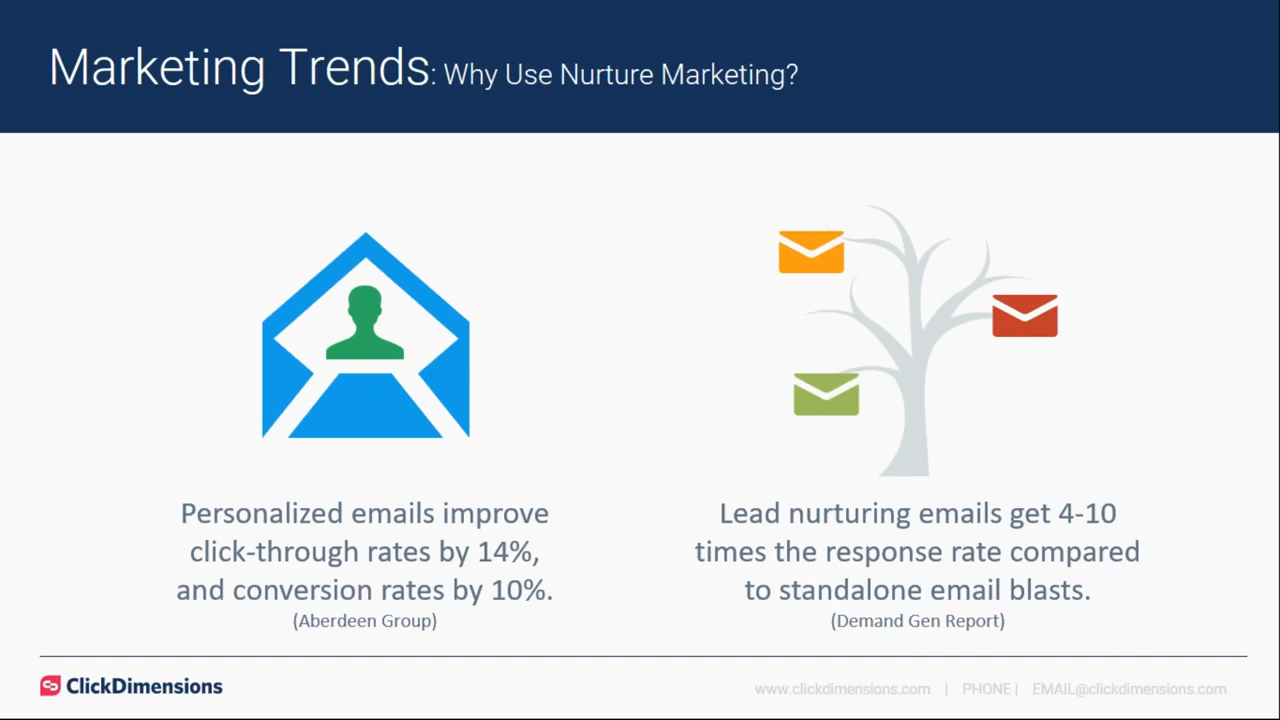 Marketing Trends: Why Use Nurture Marketing?
Personalized emails improve
click-through rates by 14%,
and conversion rates by 10%.
(Aberdeen Group)
Lead nurturing emails get 4-10
times the response rate compared
to standalone email blasts.
(Demand Gen Report)
ClickDimensions
www.clickdimensions.com | PHONE | EMAIL@clickdimensions.com